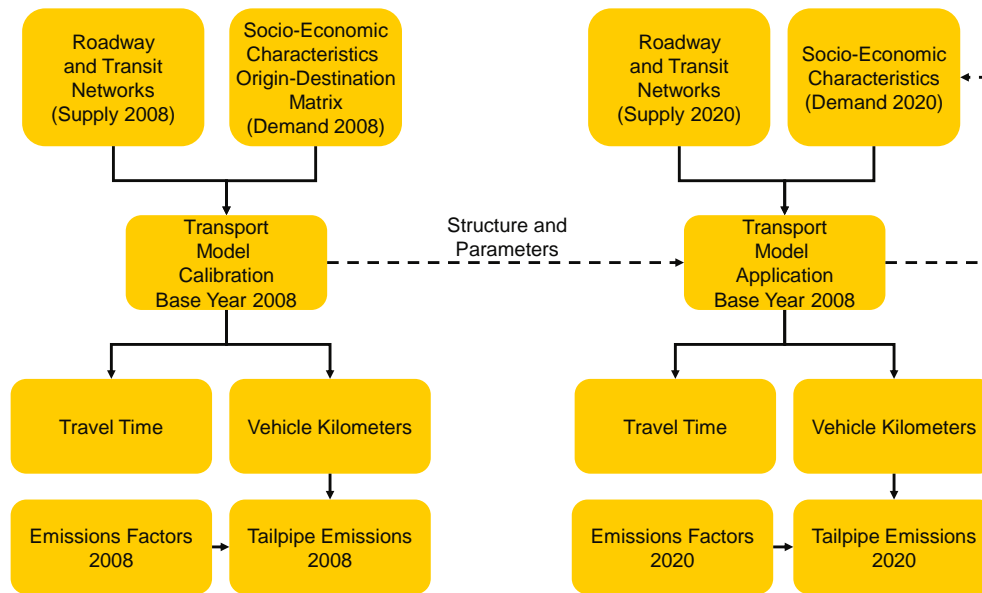 Roadway
and Transit
Networks
(Supply 2008)
Socio-Economic
Characteristics
Origin-Destination
Matrix
(Demand 2008)
Roadway
and Transit
Networks
(Supply 2020)
Socio-Economic
Characteristics
(Demand 2020)
Transport
Model
Calibration
Base Year 2008
Structure and
Parameters
Transport
Model
Application
Base Year 2008
Travel Time
Vehicle Kilometers
Travel Time
Vehicle Kilometers
Emissions Factors
2008
Tailpipe Emissions
2008
Emissions Factors
2020
Tailpipe Emissions
2020